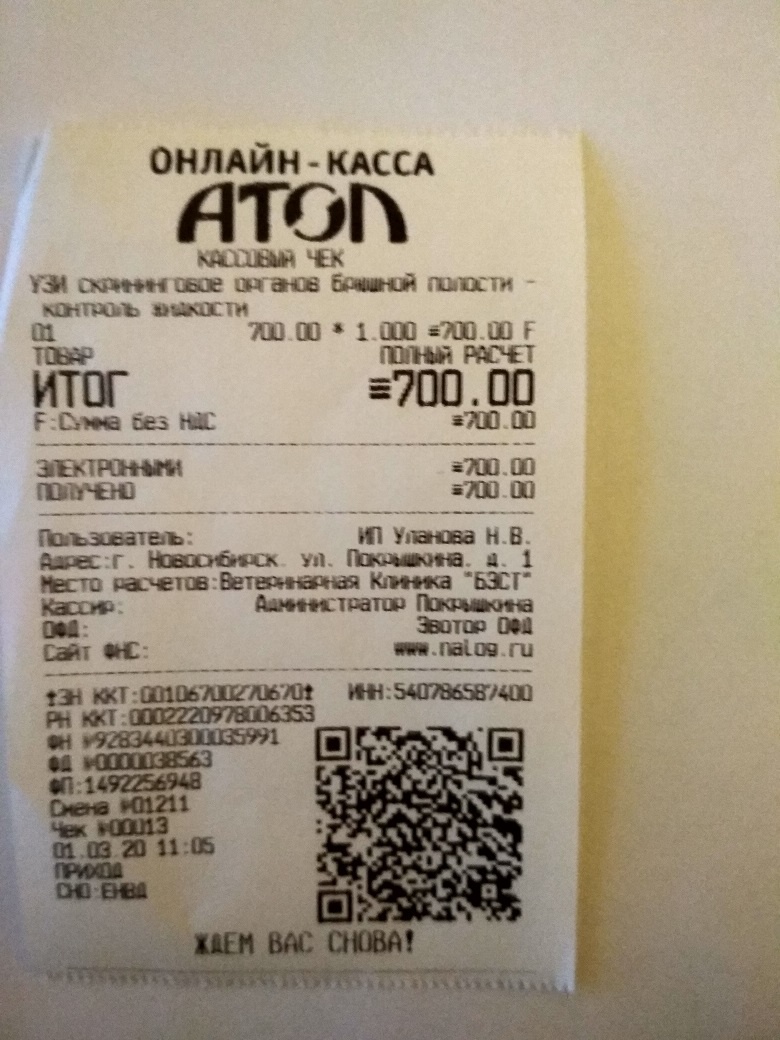 ОНЛАЙН-КАССА
АТОЛ
КАССОВЫЙ ЧЕК
УЗИ скрининговое органов брюшной полости -
контроль жидкости
01 700.00 * 1.000 ≡700.00 F
ТОВАР ПОЛНЫЙ РАСЧЕТ
ИТОГ ≡700.00
F:Сумма без НДС ≡700.00
ЭЛЕКТРОННЫМИ ≡700.00
ПОЛУЧЕНО ≡700.00
Пользователь: ИП Уланова Н.В.
Адрес:г. Новосибирск. ул. Покрышкина. д. 1
Место расчетов:Ветеринарная Клиника "БЭСТ"
Кассир: Администратор Покрышкина
ОФД: Эвотор ОФД
Сайт ФНС: www.nalog.ru
ЗН ККТ:00106700270670 ИНН:540786587400
РН ККТ:0002220978006353
ФН №9283440300035991
ФД №0000038563
ФП:1492256948
Смена №01211
Чек №00013
01.03.20 11:05
ПРИХОД
СНО:ЕНВД
ЖДЕМ ВАС СНОВА!